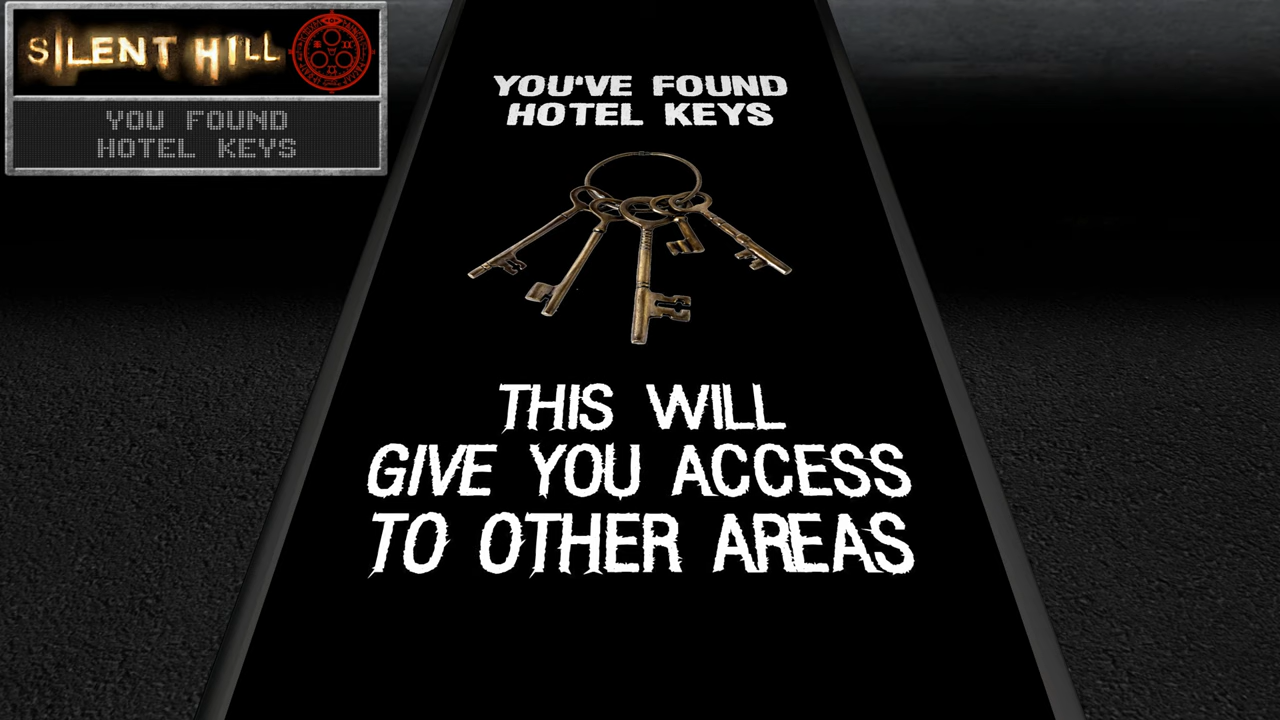 SILENT HILL
YOU FOUND
HOTEL KEYS
YOU'VE FOUND
HOTEL KEYS
THIS WILL
GIVE YOU ACCESS
TO OTHER AREAS